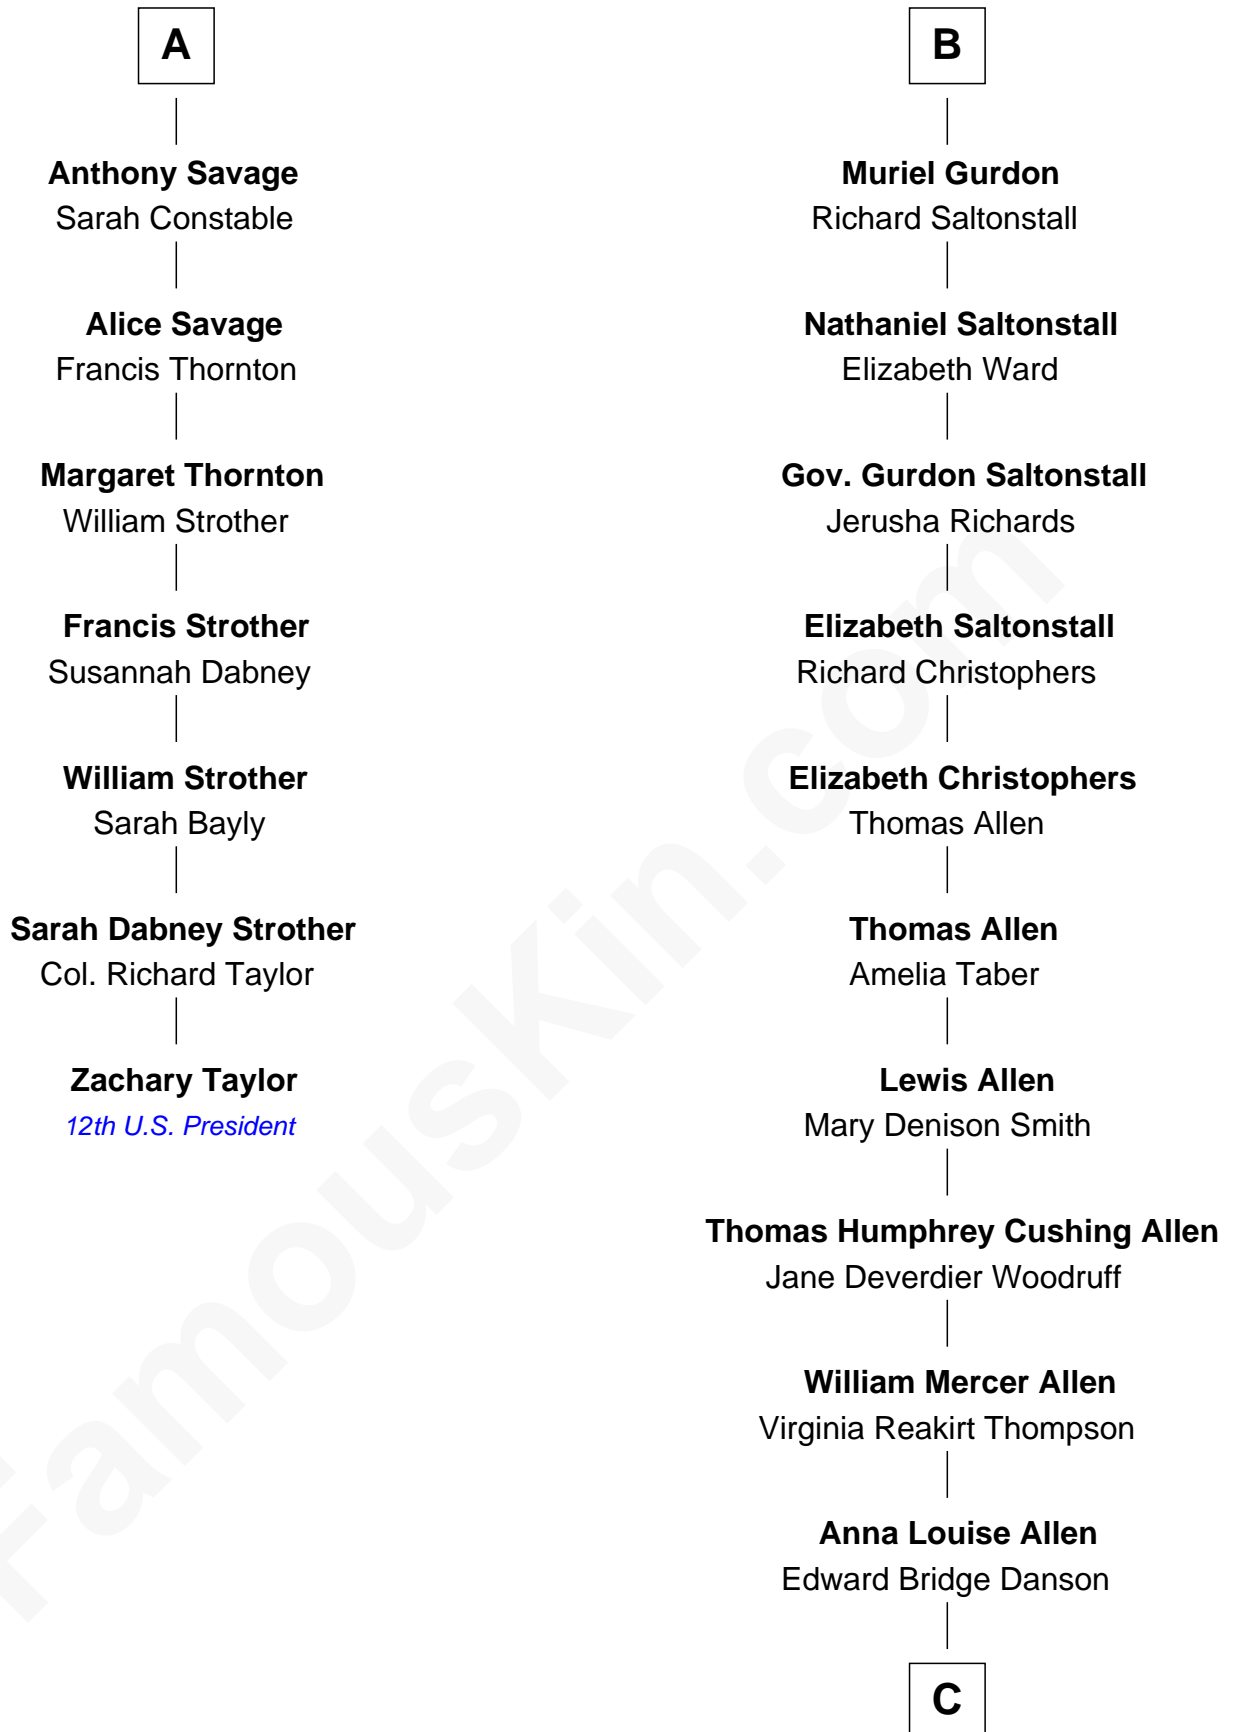 A
Anthony Savage
Sarah Constable
Alice Savage
Francis Thornton
Margaret Thornton
William Strother
Francis Strother
Susannah Dabney
William Strother
Sarah Bayly
Sarah Dabney Strother
Col. Richard Taylor
Zachary Taylor
12th U.S. President
B
Muriel Gurdon
Richard Saltonstall
Nathaniel Saltonstall
Elizabeth Ward
Gov. Gurdon Saltonstall
Jerusha Richards
Elizabeth Saltonstall
Richard Christophers
Elizabeth Christophers
Thomas Allen
Thomas Allen
Amelia Taber
Lewis Allen
Mary Denison Smith
Thomas Humphrey Cushing Allen
Jane Deverdier Woodruff
William Mercer Allen
Virginia Reakirt Thompson
Anna Louise Allen
Edward Bridge Danson
C
FamousKin.com